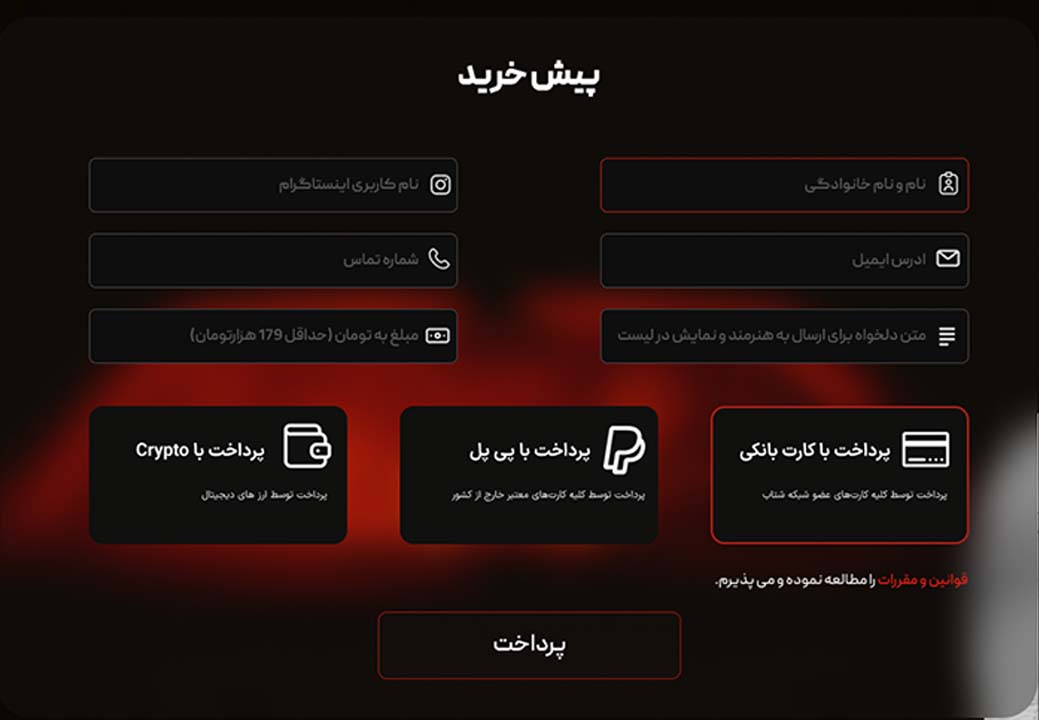 پیش خرید
نام و نام خانوادگی
نام کاربری اینستاگرام
ادرس ایمیل
شماره تماس
متن دلخواه برای ارسال به هنرمند و نمایش در لیست
مبلغ به تومان (حداقل 179 هزارتومان)
پرداخت با کارت بانکی
پرداخت توسط کلیه کارت‌های عضو شبکه شتاب
پرداخت با پی پل
پرداخت توسط کلیه کارت‌های معتبر خارج از کشور
پرداخت با Crypto
پرداخت توسط ارز های دیجیتال
قوانین و مقررات را مطالعه نموده و می پذیرم.
پرداخت